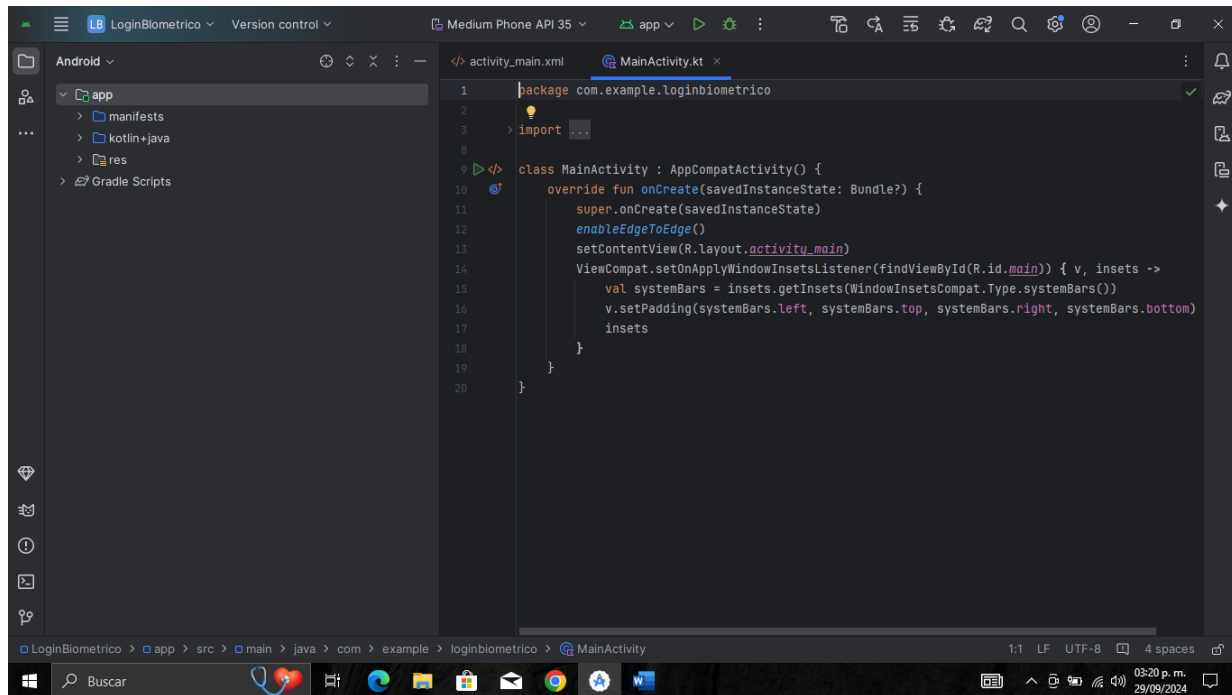 LB LoginBIometrico Version control Medium Phone API 35 app
Android
activity_main.xml MainActivity.kt
app
manifests
kotlin+java
res
Gradle Scripts
1 package com.example.loginbiometrico
2
3 import ...
8
9 class MainActivity : AppCompatActivity() {
10 override fun onCreate(savedInstanceState: Bundle?) {
11 super.onCreate(savedInstanceState)
12 enableEdgeToEdge()
13 setContentView(R.layout.activity_main)
14 ViewCompat.setOnApplyWindowInsetsListener(findViewById(R.id.main)) { v, insets ->
15 val systemBars = insets.getInsets(WindowInsetsCompat.Type.systemBars())
16 v.setPadding(systemBars.left, systemBars.top, systemBars.right, systemBars.bottom)
17 insets
18 }
19 }
20 }
LoginBiometrico > app > src > main > java > com > example > loginbiometrico > MainActivity 1:1 LF UTF-8 4 spaces
Buscar
03:20 p. m.
29/09/2024